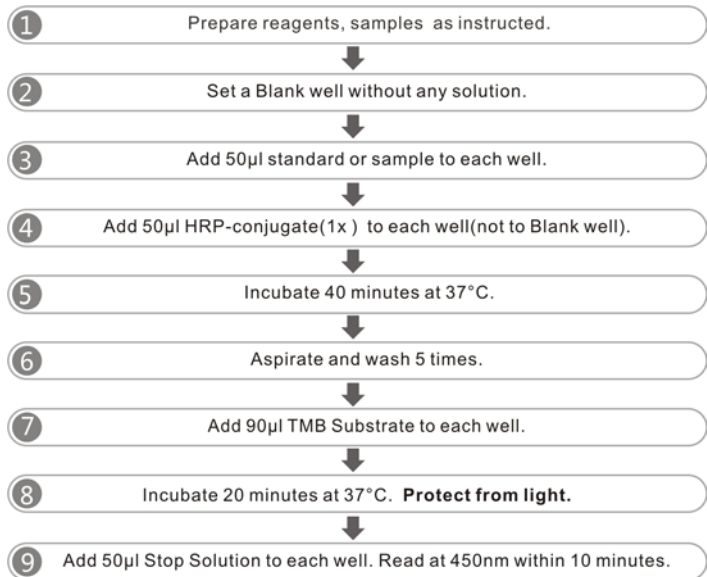 1 Prepare reagents, samples as instructed.
2 Set a Blank well without any solution.
3 Add 50µl standard or sample to each well.
4 Add 50µl HRP-conjugate(1x ) to each well(not to Blank well).
5 Incubate 40 minutes at 37°C.
6 Aspirate and wash 5 times.
7 Add 90µl TMB Substrate to each well.
8 Incubate 20 minutes at 37°C. Protect from light.
9 Add 50µl Stop Solution to each well. Read at 450nm within 10 minutes.